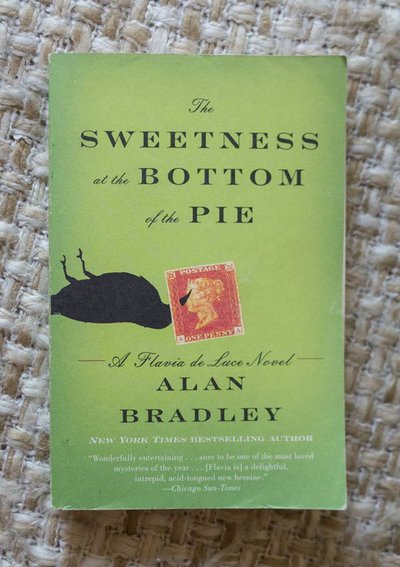 The
SWEETNESS
at the BOTTOM
of the PIE
POSTAGE
ONE PENNY
A Flavia de Luce Novel
ALAN
BRADLEY
NEW YORK TIMES BESTSELLING AUTHOR
“Wonderfully entertaining . . . sure to be one of the most loved
mysteries of the year . . . [Flavia is] a delightful,
intrepid, acid-tongued new heroine.”
—Chicago Sun-Times